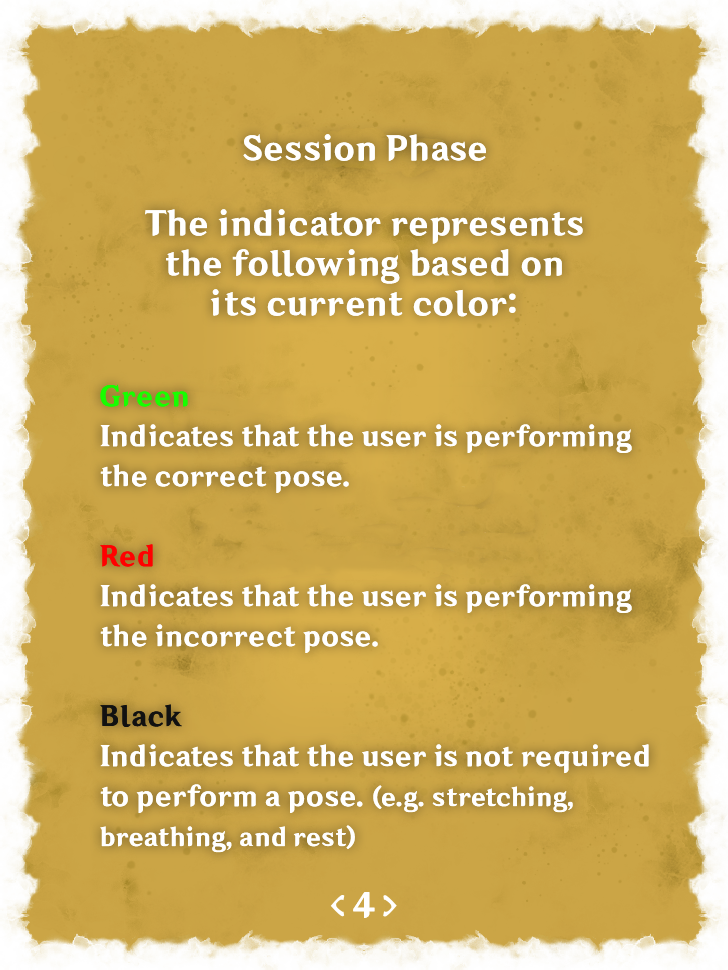 Session Phase
The indicator represents
the following based on
its current color:
Green
Indicates that the user is performing
the correct pose.
Red
Indicates that the user is performing
the incorrect pose.
Black
Indicates that the user is not required
to perform a pose. (e.g. stretching,
breathing, and rest)
< 4 >